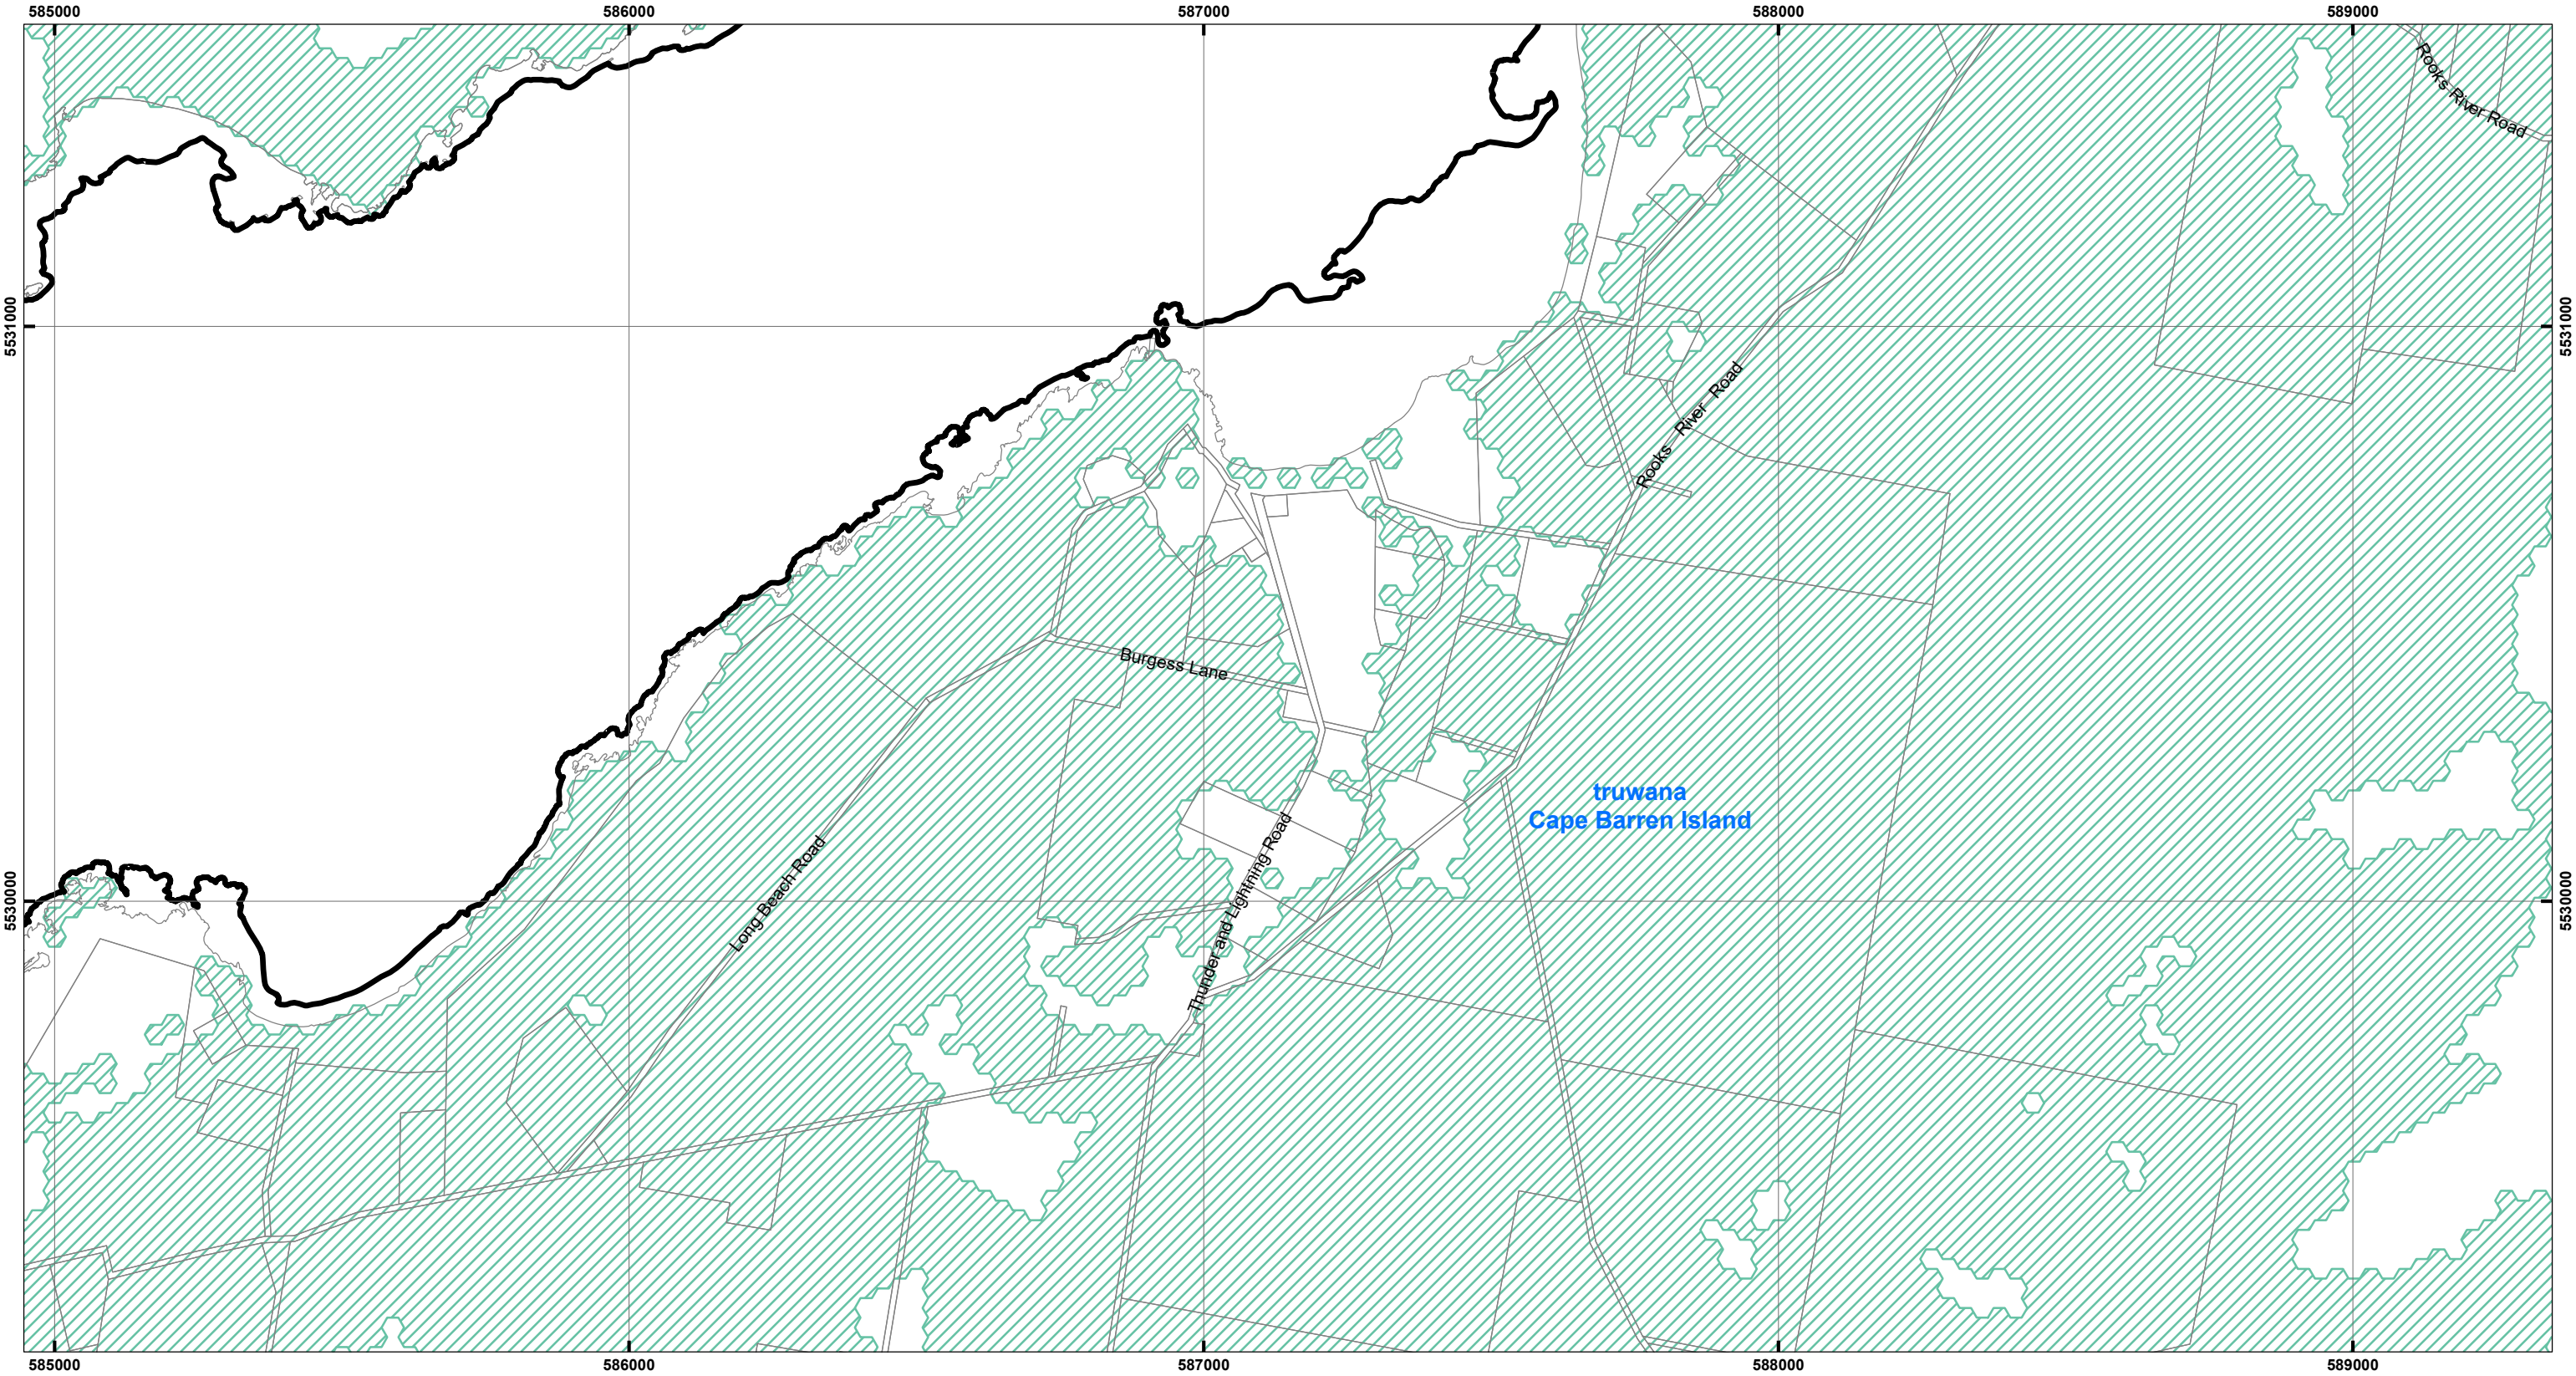 585000 586000 587000 588000 589000
Rooks River Road
5531000 5531000
Rooks River Road
Burgess Lane
truwana
Cape Barren Island
Long Beach Road
Thunder and Lightning Road
5530000 5530000
585000 586000 587000 588000 589000